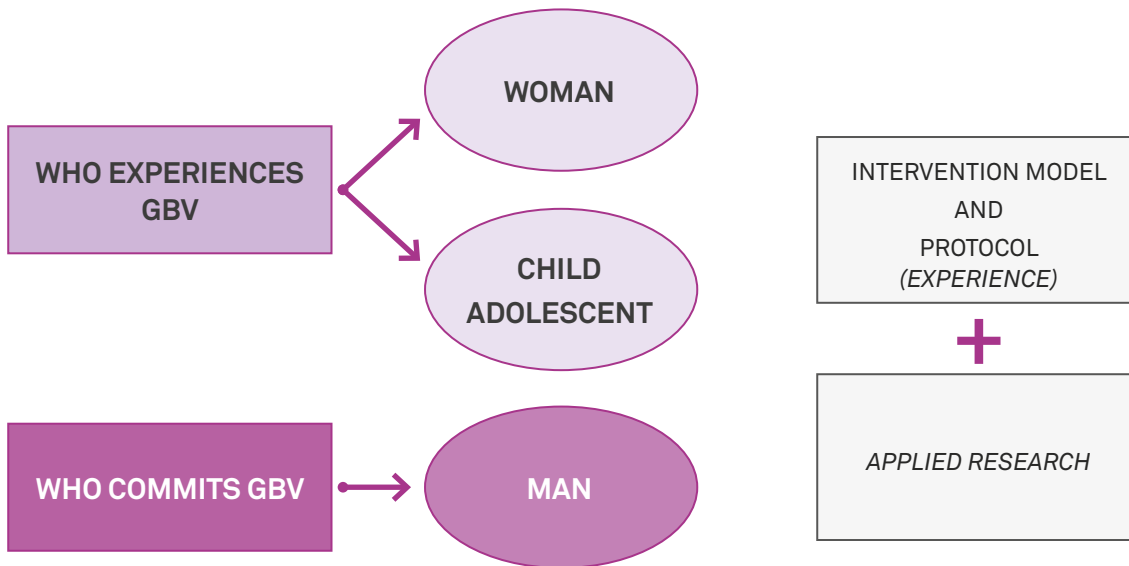 WHO EXPERIENCES
GBV
WOMAN
CHILD
ADOLESCENT
WHO COMMITS GBV
MAN
INTERVENTION MODEL
AND
PROTOCOL
(EXPERIENCE)
+
APPLIED RESEARCH